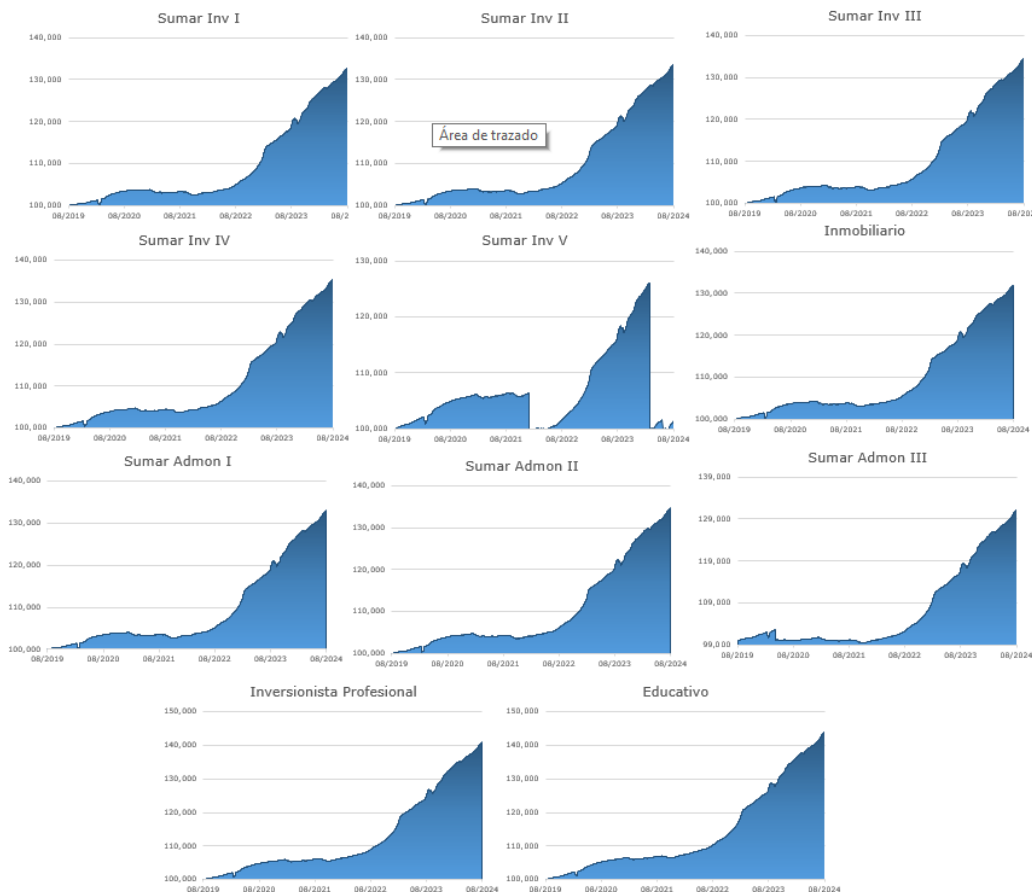 Sumar Inv I
140,000
130,000
120,000
110,000
100,000
08/2019 08/2020 08/2021 08/2022 08/2023 08/2
Sumar Inv II
140,000
130,000
120,000
Área de trazado
110,000
100,000
08/2019 08/2020 08/2021 08/2022 08/2023 08/2024
Sumar Inv III
140,000
130,000
120,000
110,000
100,000
08/2019 08/2020 08/2021 08/2022 08/2023 08/202
Sumar Inv IV
140,000
130,000
120,000
110,000
100,000
08/2019 08/2020 08/2021 08/2022 08/2023 08/2024
Sumar Inv V
130,000
120,000
110,000
100,000
08/2019 08/2020 08/2021 08/2022 08/2023 08/2024
Inmobiliario
140,000
130,000
120,000
110,000
100,000
08/2019 08/2020 08/2021 08/2022 08/2023 08/2024
Sumar Admon I
140,000
130,000
120,000
110,000
100,000
08/2019 08/2020 08/2021 08/2022 08/2023 08/2024
Sumar Admon II
140,000
130,000
120,000
110,000
100,000
08/2019 08/2020 08/2021 08/2022 08/2023 08/2024
Sumar Admon III
139,000
129,000
119,000
109,000
99,000
08/2019 08/2020 08/2021 08/2022 08/2023 08/2024
Inversionista Profesional
150,000
140,000
130,000
120,000
110,000
100,000
08/2019 08/2020 08/2021 08/2022 08/2023 08/2024
Educativo
150,000
140,000
130,000
120,000
110,000
100,000
08/2019 08/2020 08/2021 08/2022 08/2023 08/2024